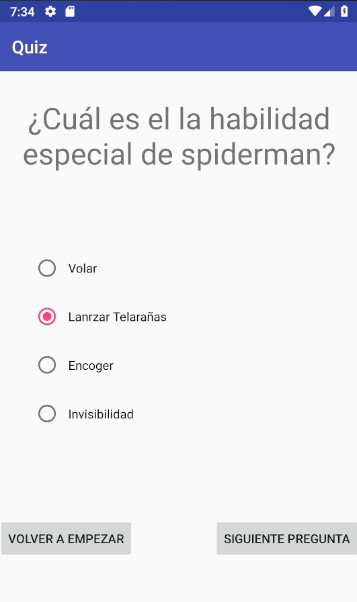 7:34
Quiz
¿Cuál es el la habilidad
especial de spiderman?
Volar
Lanrzar Telarañas
Encoger
Invisibilidad
VOLVER A EMPEZAR
SIGUIENTE PREGUNTA